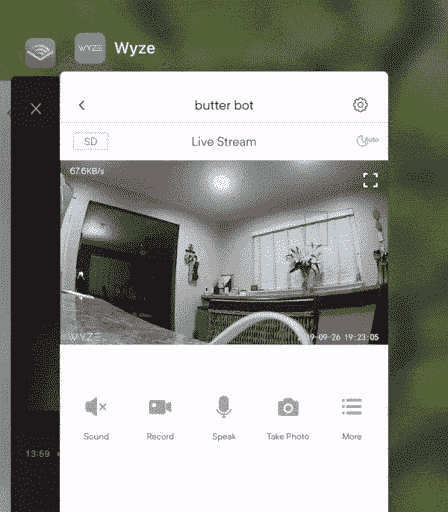 WYZE Wyze
butter bot
SD Live Stream Auto
67.6KB/s
WYZE 19-09-26 19:23:05
Sound Record Speak Take Photo More
13:59